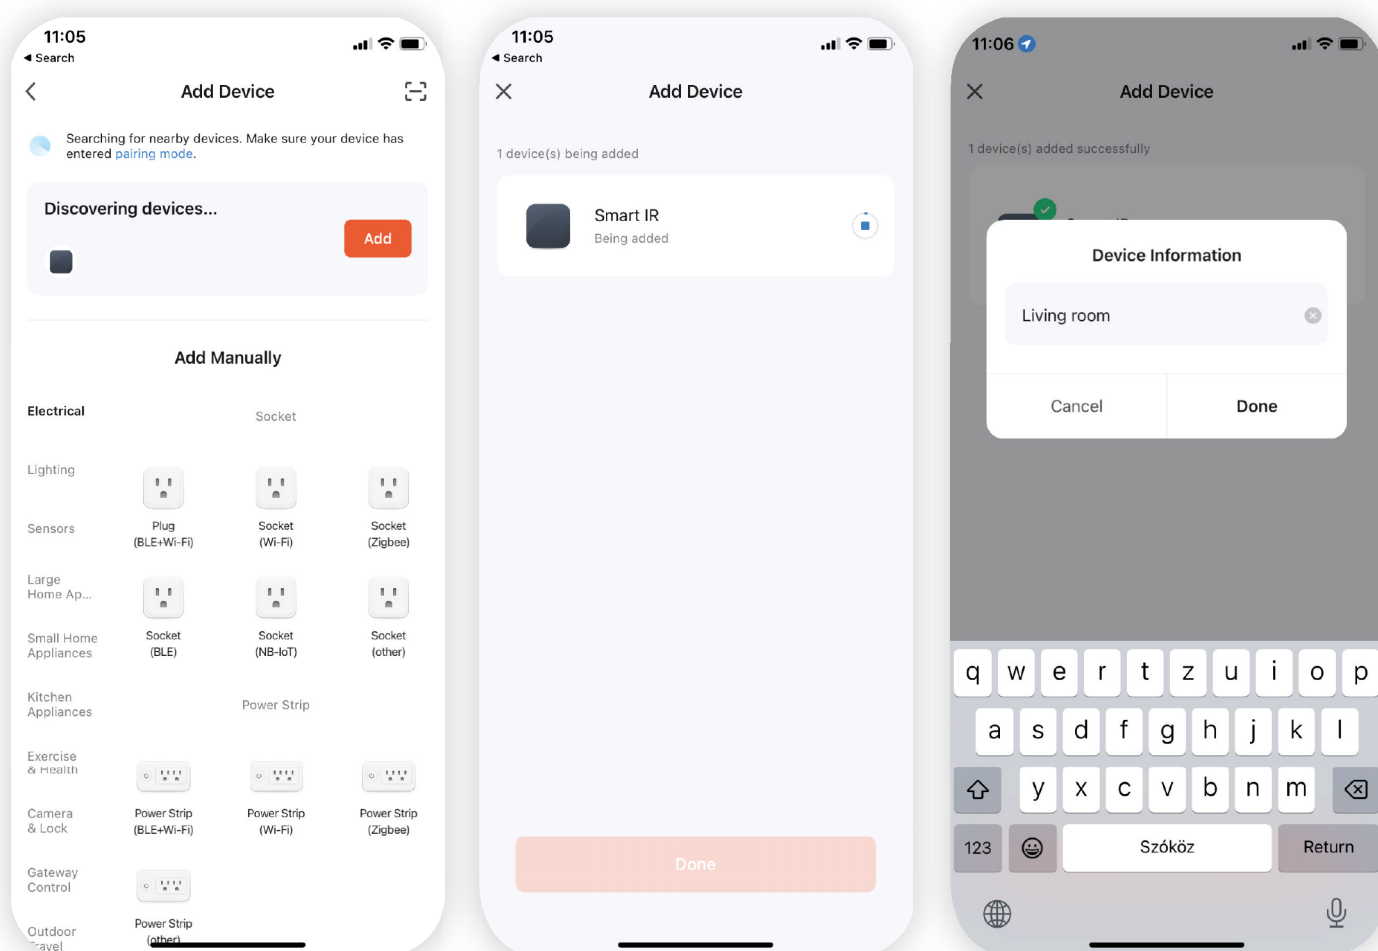 11:05
Search
Add Device
Searching for nearby devices. Make sure your device has
entered pairing mode.
Discovering devices...
Add
Add Manually
Electrical
Socket
Lighting
Plug
(BLE+Wi-Fi)
Socket
(Wi-Fi)
Socket
(Zigbee)
Sensors
Large
Home Ap...
Socket
(BLE)
Socket
(NB-IoT)
Socket
(other)
Small Home
Appliances
Kitchen
Appliances
Power Strip
Exercise
& Health
Power Strip
(BLE+Wi-Fi)
Power Strip
(Wi-Fi)
Power Strip
(Zigbee)
Camera
& Lock
Gateway
Control
Power Strip
(other)
Outdoor
Travel
11:05
Search
Add Device
1 device(s) being added
Smart IR
Being added
Done
11:06
Add Device
1 device(s) added successfully
Device Information
Living room
Cancel
Done
q w e r t z u i o p
a s d f g h j k l
y x c v b n m
123
Szóköz
Return